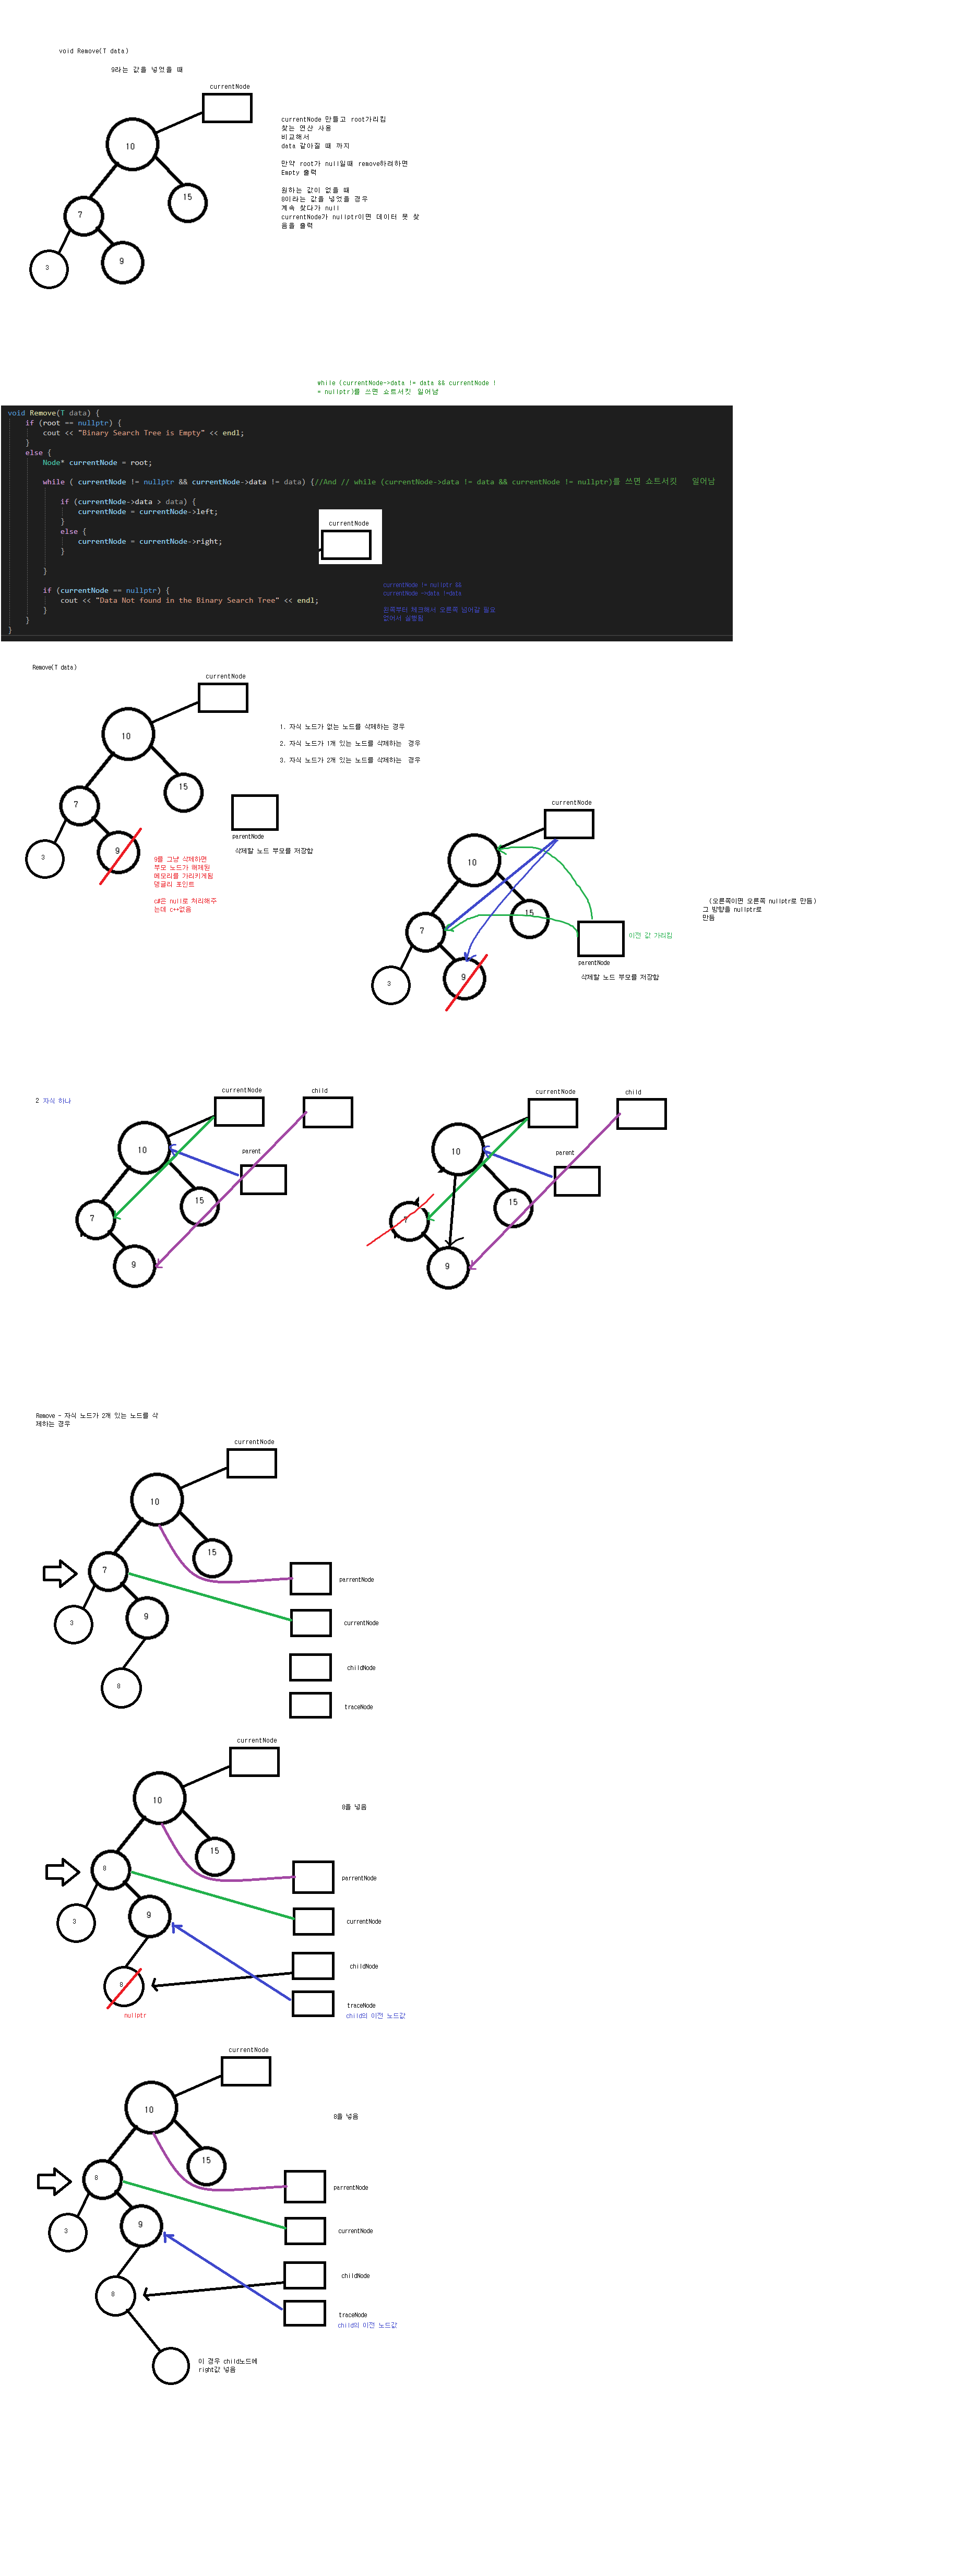 void Remove(T data)
9라는 값을 넣었을 때
currentNode
10
15
7
3
9
currentNode 만들고 root가리킴
찾는 연산 사용
비교해서
data 같아질 때 까지
만약 root가 null일때 remove하려하면
Empty 출력
원하는 값이 없을 때
8이라는 값을 넣었을 경우
계속 찾다가 null
currentNode가 nullptr이면 데이터 못 찾
음을 출력
while (currentNode->data != data && currentNode !
= nullptr)를 쓰면 쇼트서킷 일어남
void Remove(T data) {
if (root == nullptr) {
cout << "Binary Search Tree is Empty" << endl;
}
else {
Node* currentNode = root;
while ( currentNode != nullptr && currentNode->data != data) {//And // while (currentNode->data != data && currentNode != nullptr)를 쓰면 쇼트서킷 일어남
if (currentNode->data > data) {
currentNode = currentNode->left;
}
else {
currentNode = currentNode->right;
}
}
currentNode
if (currentNode == nullptr) {
cout << "Data Not found in the Binary Search Tree" << endl;
}
}
}
currentNode != nullptr &&
currentNode ->data !=data
왼쪽부터 체크해서 오른쪽 넘어갈 필요
없어서 실행됨
Remove(T data)
currentNode
10
15
7
3
9
1. 자식 노드가 없는 노드를 삭제하는 경우
2. 자식 노드가 1개 있는 노드를 삭제하는 경우
3. 자식 노드가 2개 있는 노드를 삭제하는 경우
parentNode
삭제할 노드 부모를 저장함
9를 그냥 삭제하면
부모 노드가 해제된
메모리를 가리키게됨
댕글리 포인트
c#은 null로 처리해주
는데 c++없음
currentNode
10
15
7
3
9
parentNode
이전 값 가리킴
삭제할 노드 부모를 저장함
(오른쪽이면 오른쪽 nullptr로 만듬)
그 방향을 nullptr로
만듬
2 자식 하나
currentNode
child
10
parent
15
7
9
currentNode
child
10
parent
15
7
9
Remove - 자식 노드가 2개 있는 노드를 삭
제하는 경우
currentNode
10
15
7
3
9
8
parrentNode
currentNode
childNode
traceNode
currentNode
10
15
8
3
9
8
nullptr
8을 넣음
parrentNode
currentNode
childNode
traceNode
child의 이전 노드값
currentNode
10
15
8
3
9
8
8을 넣음
parrentNode
currentNode
childNode
traceNode
child의 이전 노드값
이 경우 child노드에
right값 넣음